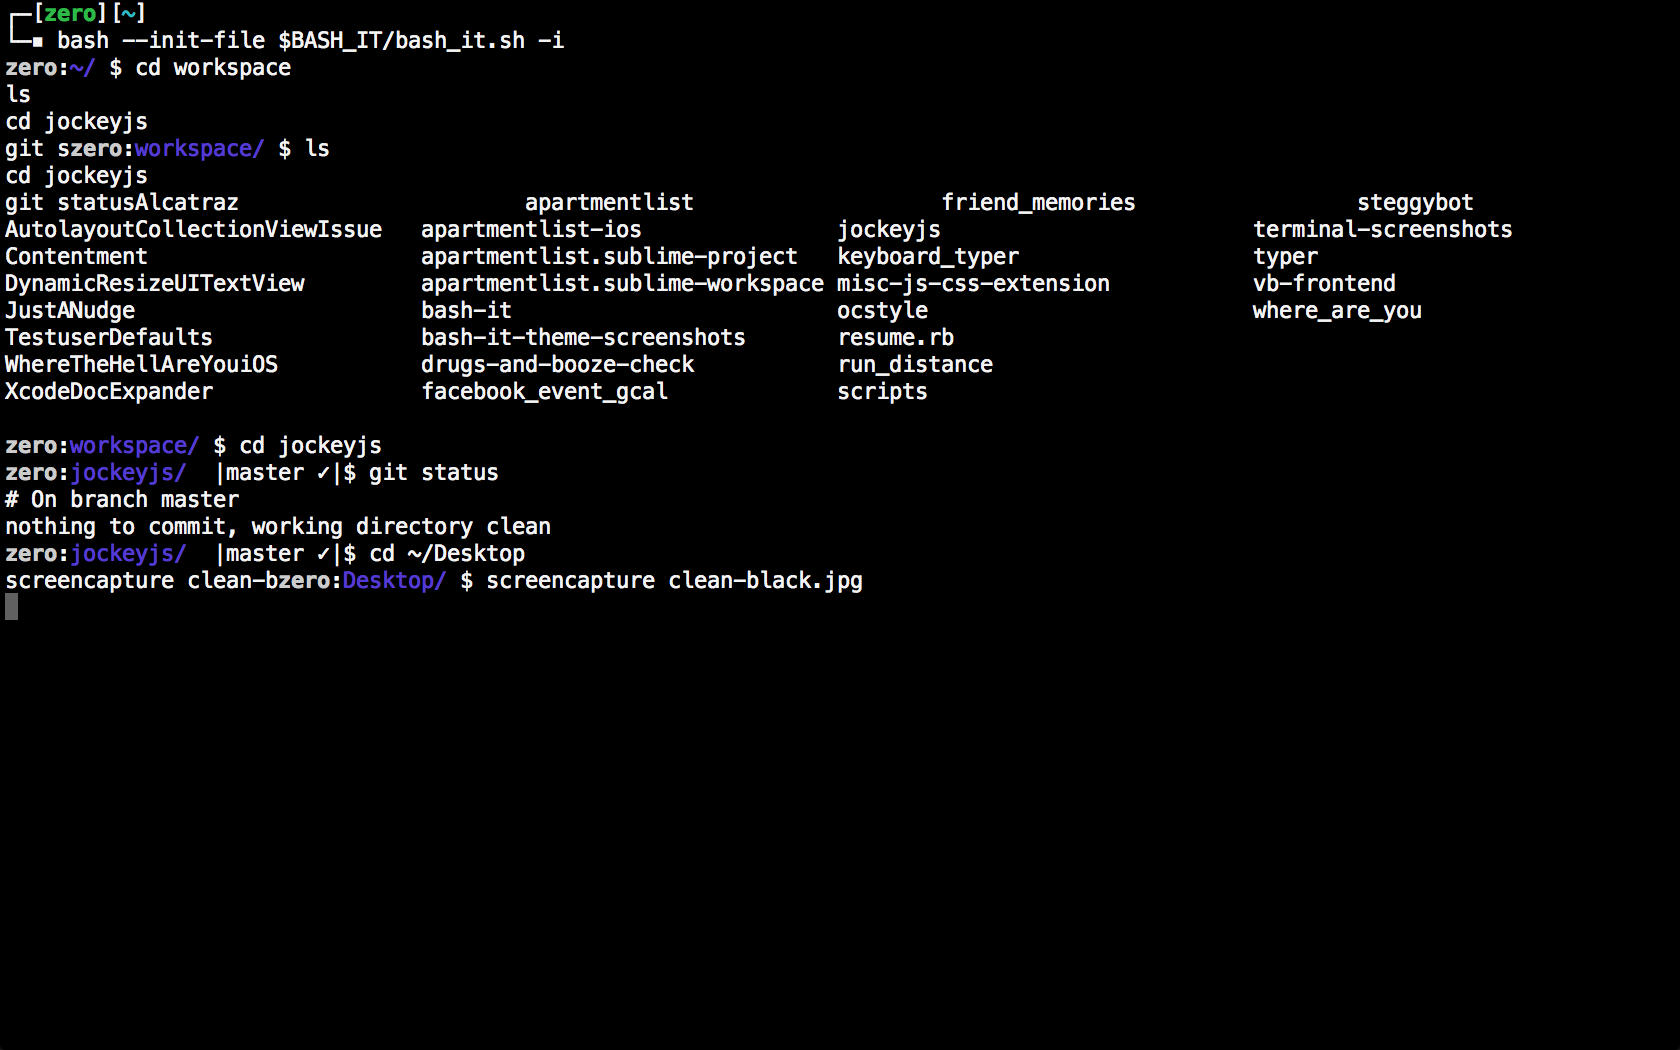 ┌─[zero][~]
└─▪ bash --init-file $BASH_IT/bash_it.sh -i
zero:~/ $ cd workspace
ls
cd jockeyjs
git szero:workspace/ $ ls
cd jockeyjs
git statusAlcatraz                      apartmentlist                   friend_memories                 steggybot
AutolayoutCollectionViewIssue   apartmentlist-ios               jockeyjs                        terminal-screenshots
Contentment                     apartmentlist.sublime-project   keyboard_typer                  typer
DynamicResizeUITextView         apartmentlist.sublime-workspace misc-js-css-extension           vb-frontend
JustANudge                      bash-it                         ocstyle                         where_are_you
TestuserDefaults                bash-it-theme-screenshots       resume.rb
WhereTheHellAreYouiOS           drugs-and-booze-check           run_distance
XcodeDocExpander                facebook_event_gcal             scripts
zero:workspace/ $ cd jockeyjs
zero:jockeyjs/  |master ✓|$ git status
# On branch master
nothing to commit, working directory clean
zero:jockeyjs/  |master ✓|$ cd ~/Desktop
screencapture clean-bzero:Desktop/ $ screencapture clean-black.jpg